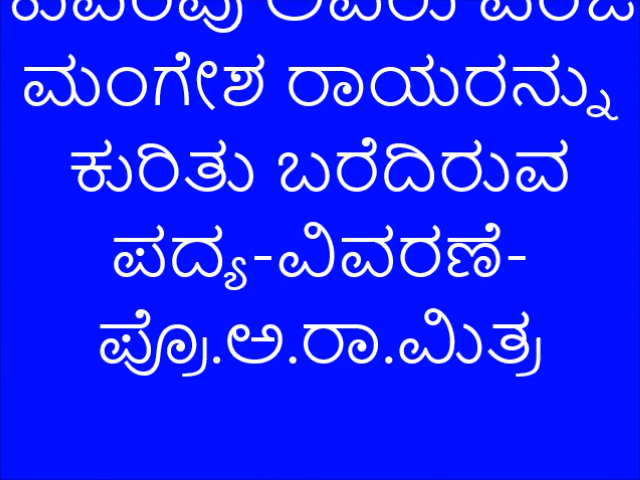 ಮಂಗೇಶ ರಾಯರನ್ನು
ಕುರಿತು ಬರೆದಿರುವ
ಪದ್ಯ-ವಿವರಣೆ-
ಪ್ರೊ.ಅ.ರಾ.ಮಿತ್ರ